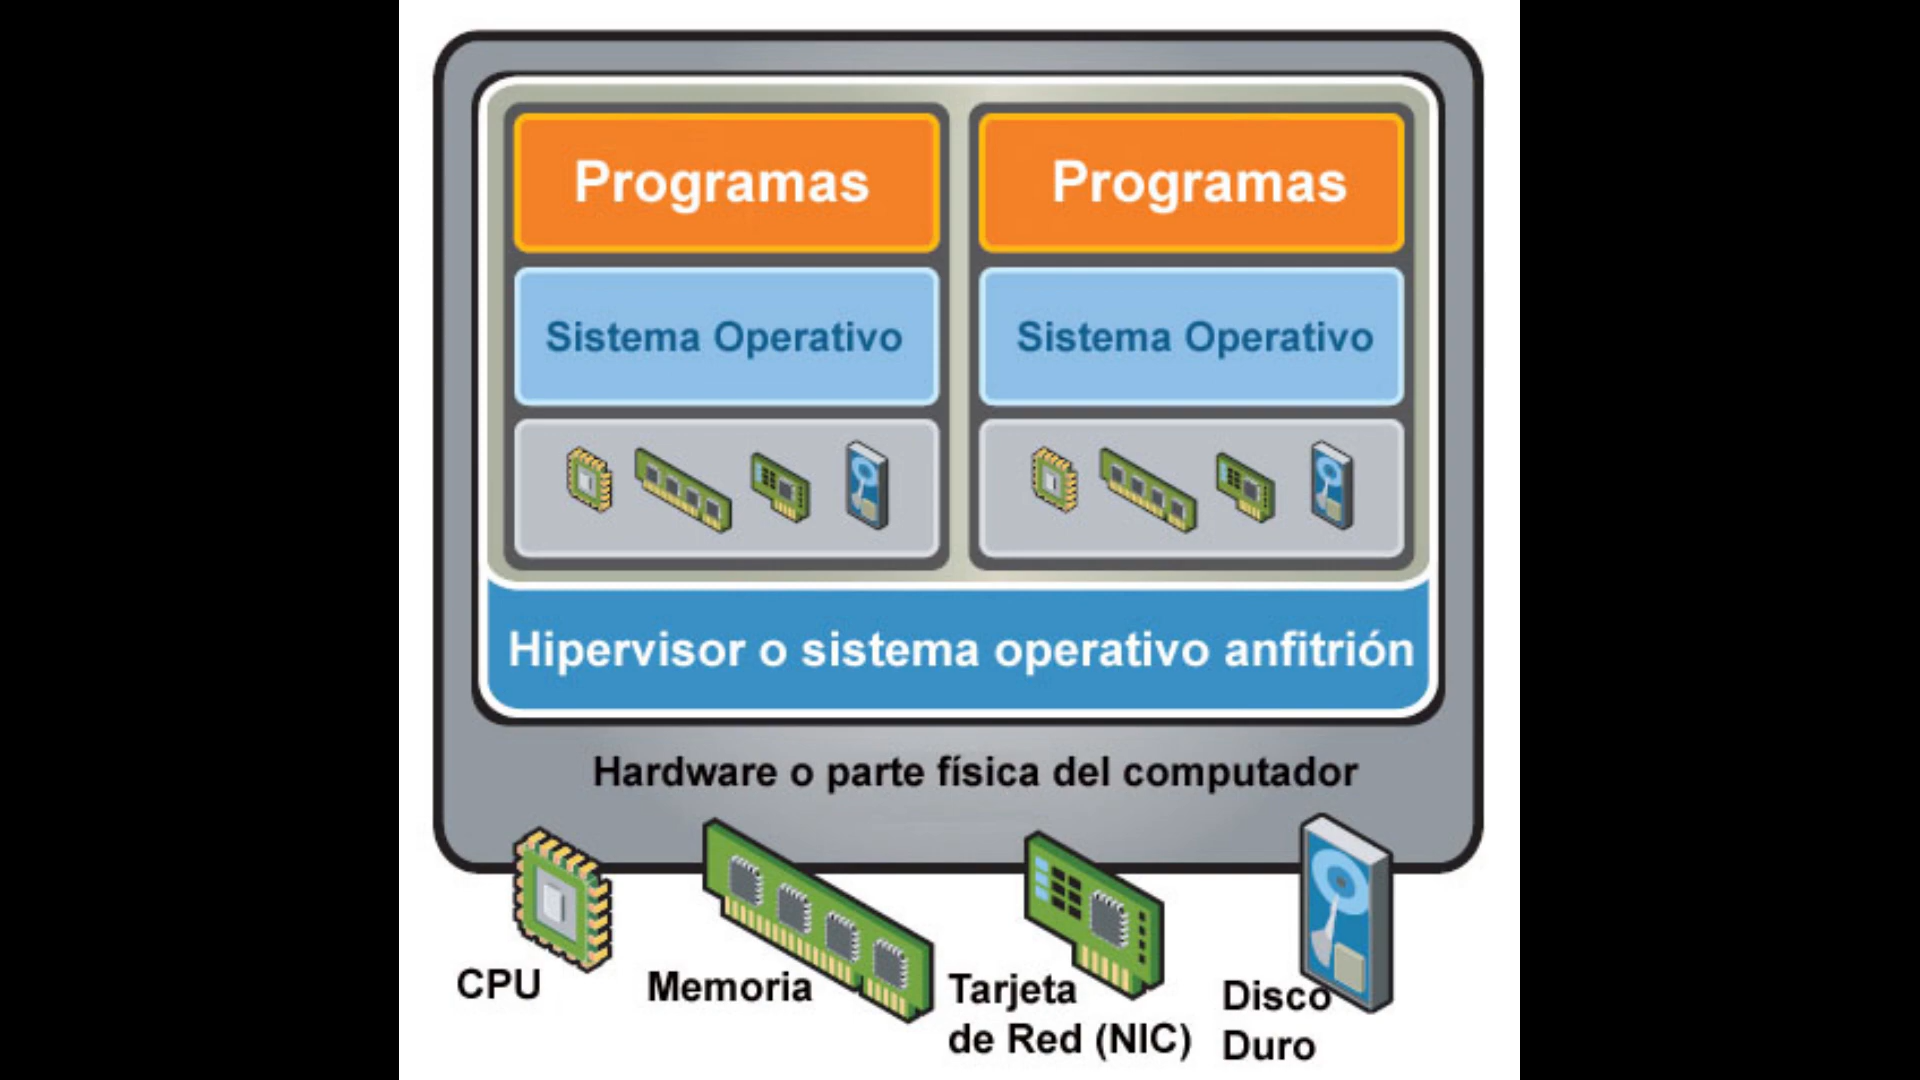 Programas
Programas
Sistema Operativo
Sistema Operativo
Hipervisor o sistema operativo anfitrión
Hardware o parte física del computador
CPU
Memoria
Tarjeta
de Red (NIC)
Disco
Duro